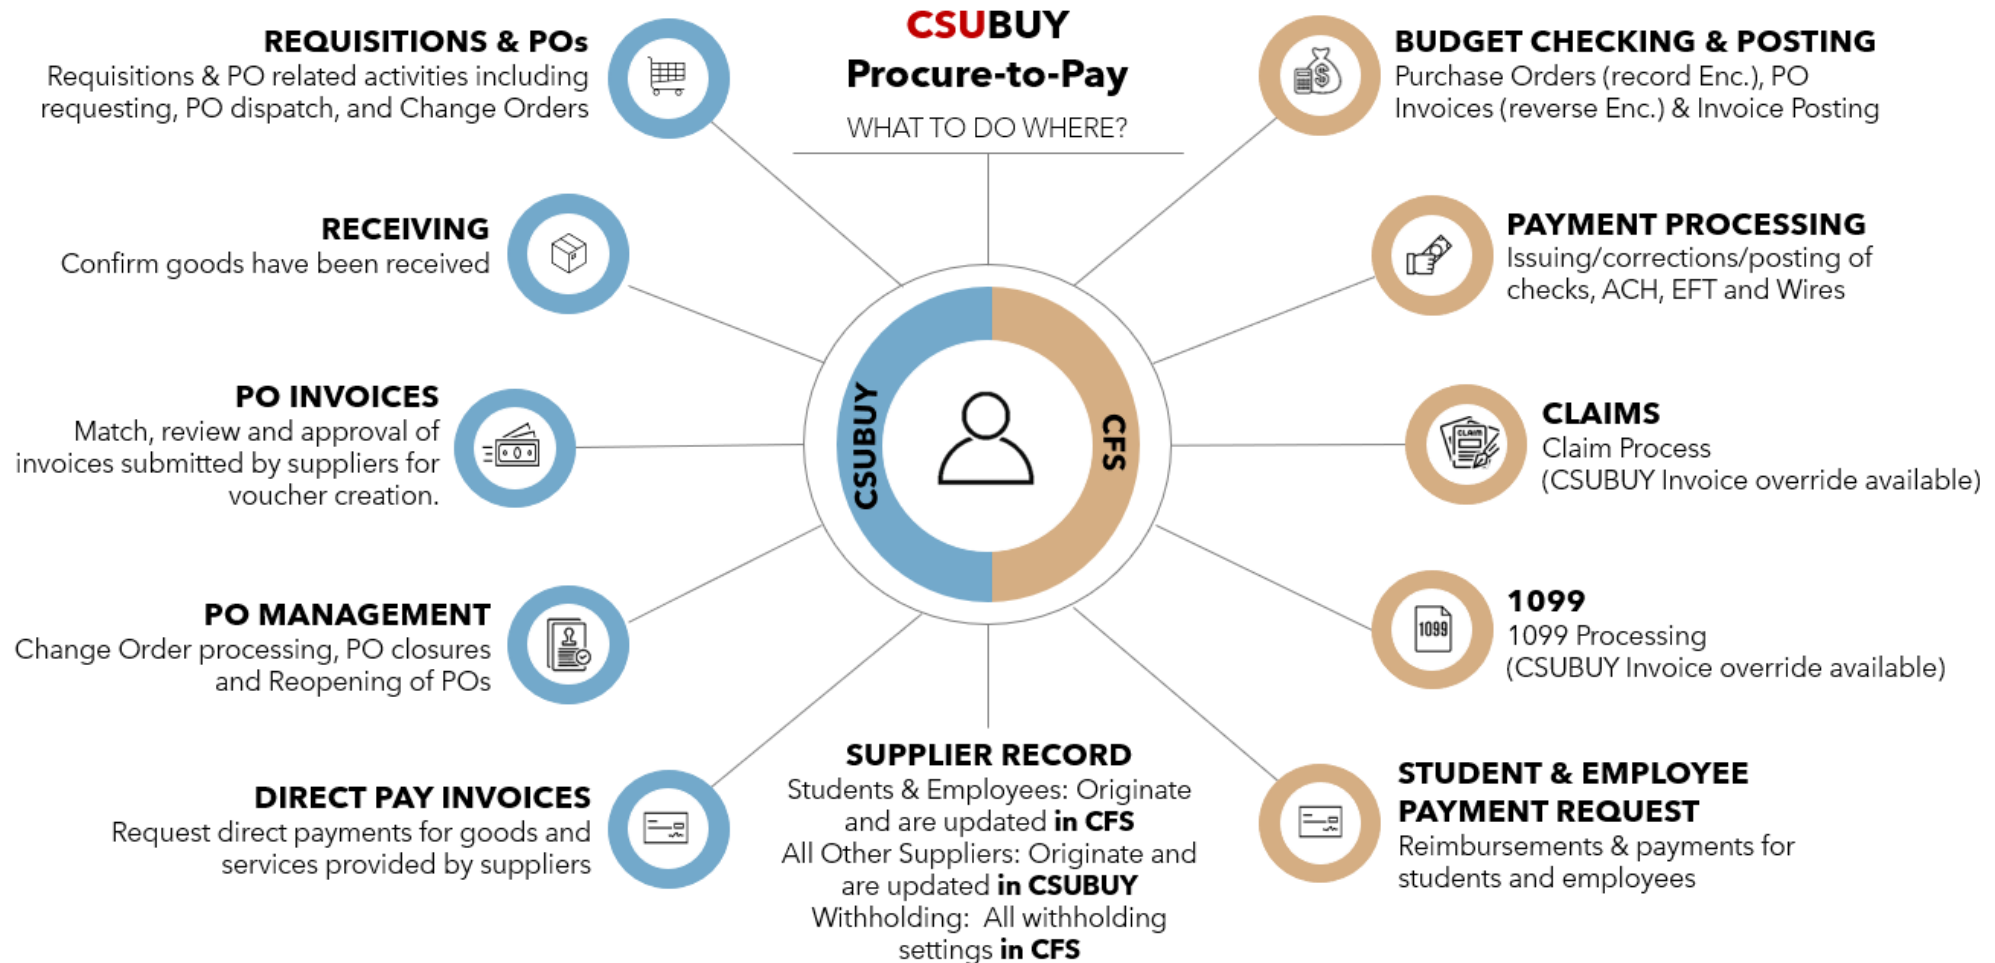 CSUBUY
Procure-to-Pay
WHAT TO DO WHERE?
REQUISITIONS & POs
Requisitions & PO related activities including
requesting, PO dispatch, and Change Orders
RECEIVING
Confirm goods have been received
PO INVOICES
Match, review and approval of
invoices submitted by suppliers for
voucher creation.
PO MANAGEMENT
Change Order processing, PO closures
and Reopening of POs
DIRECT PAY INVOICES
Request direct payments for goods and
services provided by suppliers
CSUBUY
CFS
BUDGET CHECKING & POSTING
Purchase Orders (record Enc.), PO
Invoices (reverse Enc.) & Invoice Posting
PAYMENT PROCESSING
Issuing/corrections/posting of
checks, ACH, EFT and Wires
CLAIM
CLAIMS
Claim Process
(CSUBUY Invoice override available)
1099
1099
1099 Processing
(CSUBUY Invoice override available)
STUDENT & EMPLOYEE
PAYMENT REQUEST
Reimbursements & payments for
students and employees
SUPPLIER RECORD
Students & Employees: Originate
and are updated in CFS
All Other Suppliers: Originate and
are updated in CSUBUY
Withholding: All withholding
settings in CFS